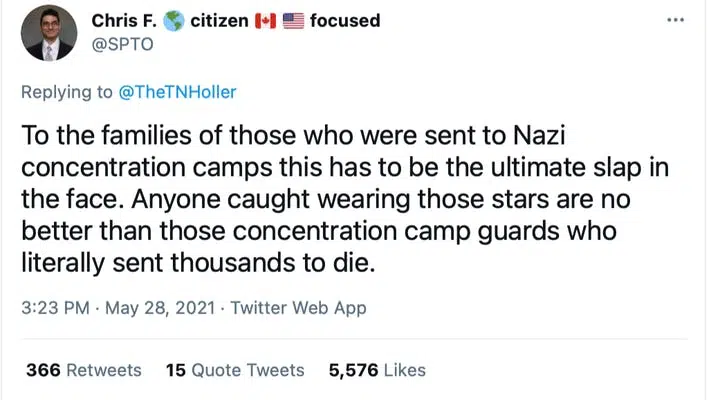 Chris F. 🌎 citizen 🇨🇦 🇺🇸 focused
@SPTO
Replying to @TheTNHoller
To the families of those who were sent to Nazi
concentration camps this has to be the ultimate slap in
the face. Anyone caught wearing those stars are no
better than those concentration camp guards who
literally sent thousands to die.
3:23 PM · May 28, 2021 · Twitter Web App
366 Retweets 15 Quote Tweets 5,576 Likes